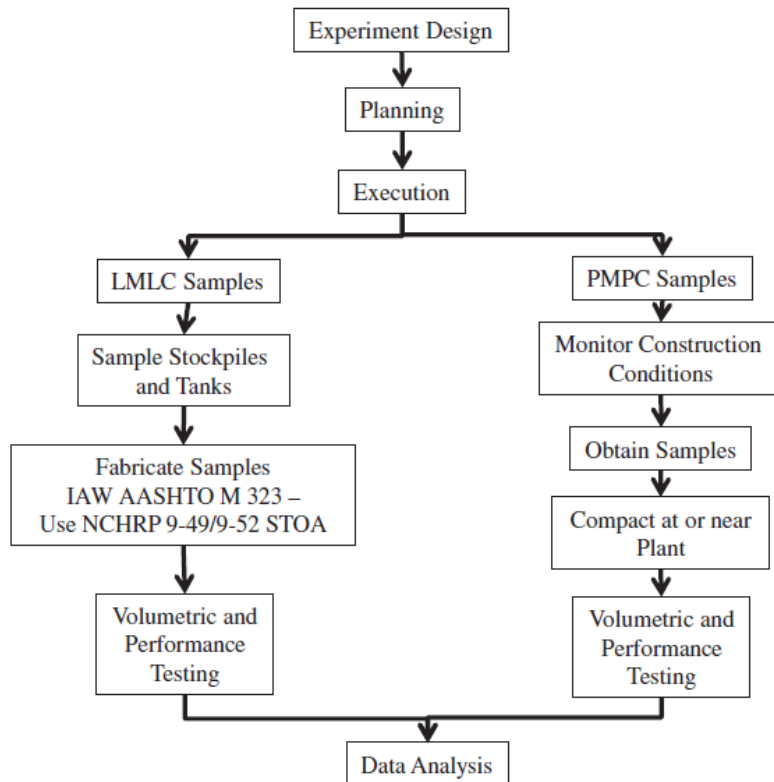 Experiment Design
Planning
Execution
LMLC Samples
PMPC Samples
Sample Stockpiles
and Tanks
Monitor Construction
Conditions
Fabricate Samples
IAW AASHTO M 323 –
Use NCHRP 9-49/9-52 STOA
Obtain Samples
Compact at or near
Plant
Volumetric and
Performance
Testing
Volumetric and
Performance
Testing
Data Analysis